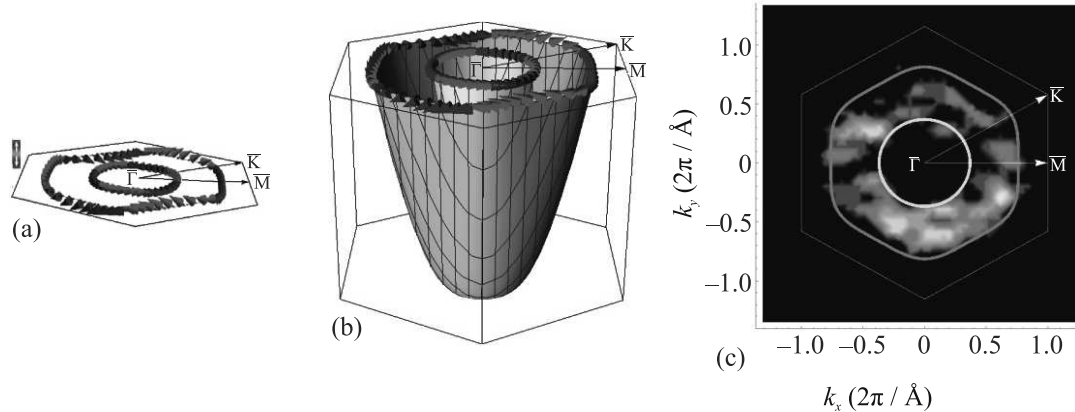 K̅
M̅
Γ̅
(a)
K̅
M̅
Γ̅
(b)
1.0
0.5
0
–0.5
–1.0
k_y (2π / Å)
K̅
M̅
Γ̅
–1.0 –0.5 0 0.5 1.0
(c)
k_x (2π / Å)